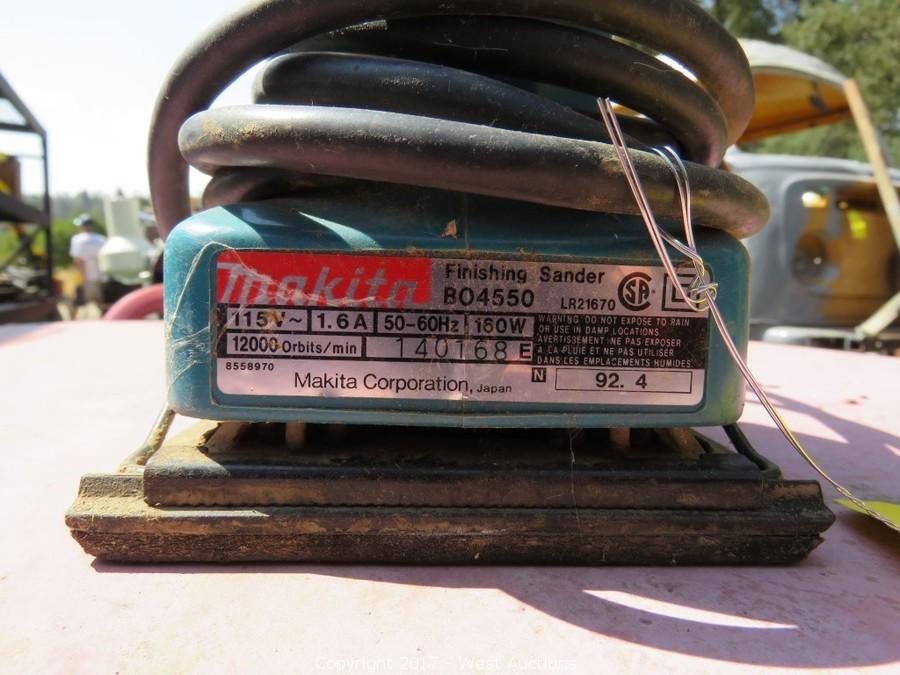 makita
Finishing Sander
BO4550
LR21670
SA
115V~ 1.6A 50-60Hz 160W
12000 Orbits/min
140168 E
WARNING: DO NOT EXPOSE TO RAIN
OR USE IN DAMP LOCATIONS.
AVERTISSEMENT: NE PAS EXPOSER
A LA PLUIE ET NE PAS UTILISER
DANS LES EMPLACEMENTS HUMIDES.
8558970
Makita Corporation, Japan
N 92. 4
Copyright 2017 - West Auctions